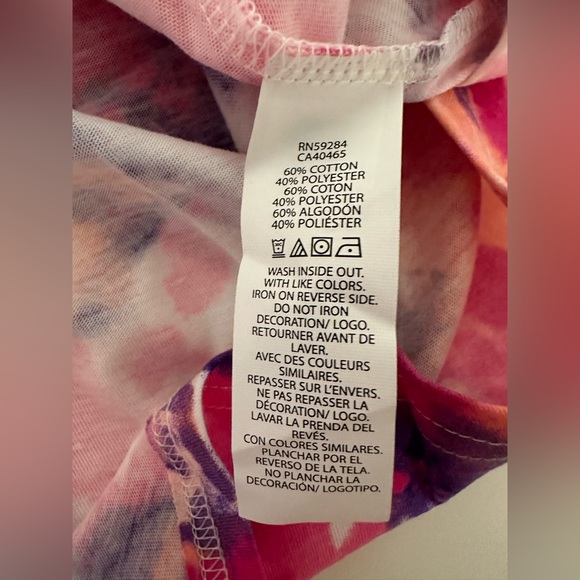 RN59284
CA40465
60% COTTON
40% POLYESTER
60% COTON
40% POLYESTER
60% ALGODÓN
40% POLIÉSTER
WASH INSIDE OUT.
WITH LIKE COLORS.
IRON ON REVERSE SIDE.
DO NOT IRON
DECORATION/ LOGO.
RETOURNER AVANT DE
LAVER.
AVEC DES COULEURS
SIMILAIRES.
REPASSER SUR L'ENVERS.
NE PAS REPASSER LA
DÉCORATION/ LOGO.
LAVAR LA PRENDA DEL
REVÉS.
CON COLORES SIMILARES.
PLANCHAR POR EL
REVERSO DE LA TELA.
NO PLANCHAR LA
DECORACIÓN/ LOGOTIPO.